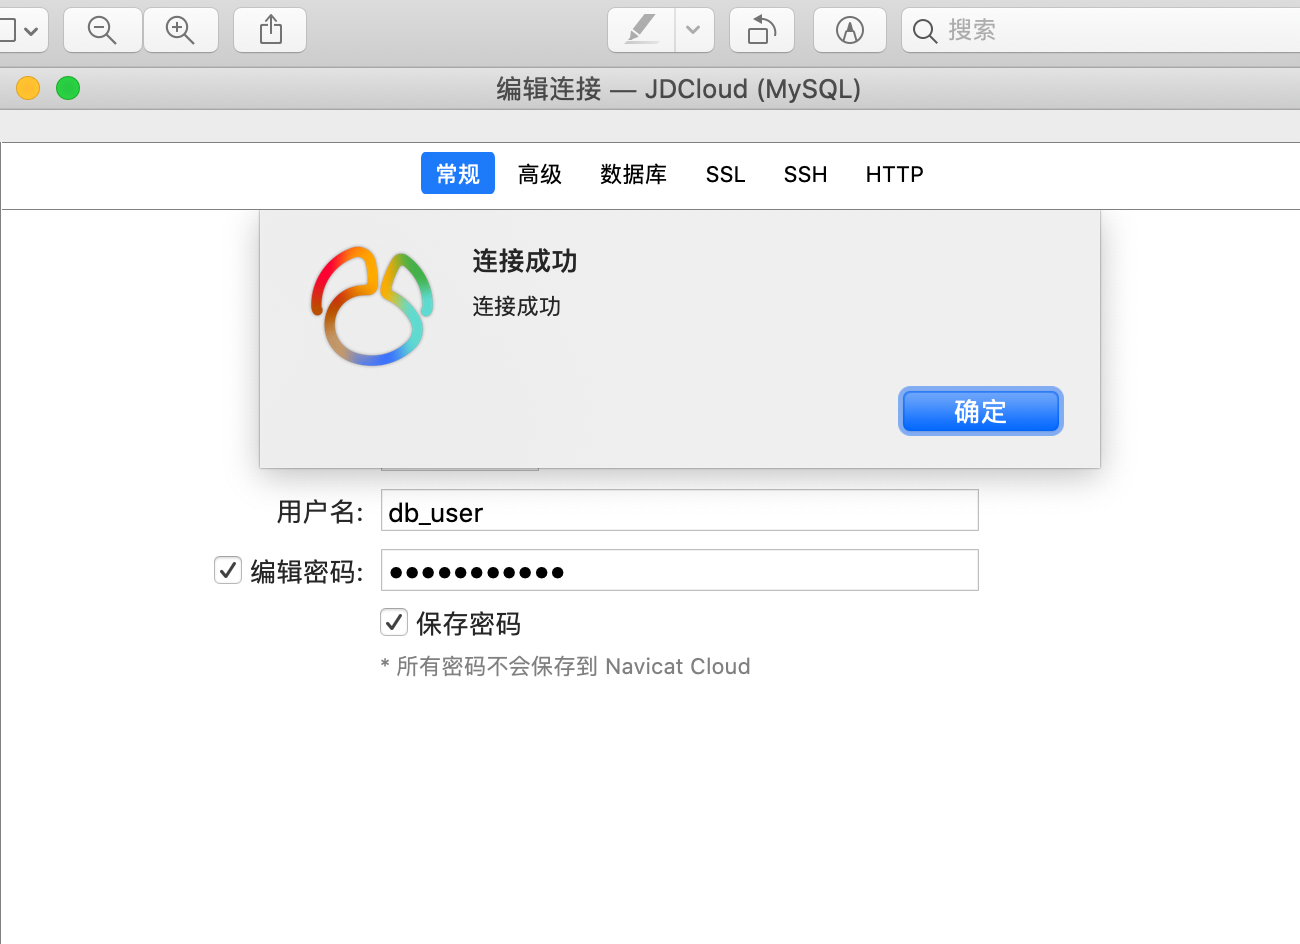 搜索
编辑连接 — JDCloud (MySQL)
常规 高级 数据库 SSL SSH HTTP
连接成功
连接成功
确定
用户名: db_user
编辑密码: ●●●●●●●●●●●
保存密码
* 所有密码不会保存到 Navicat Cloud